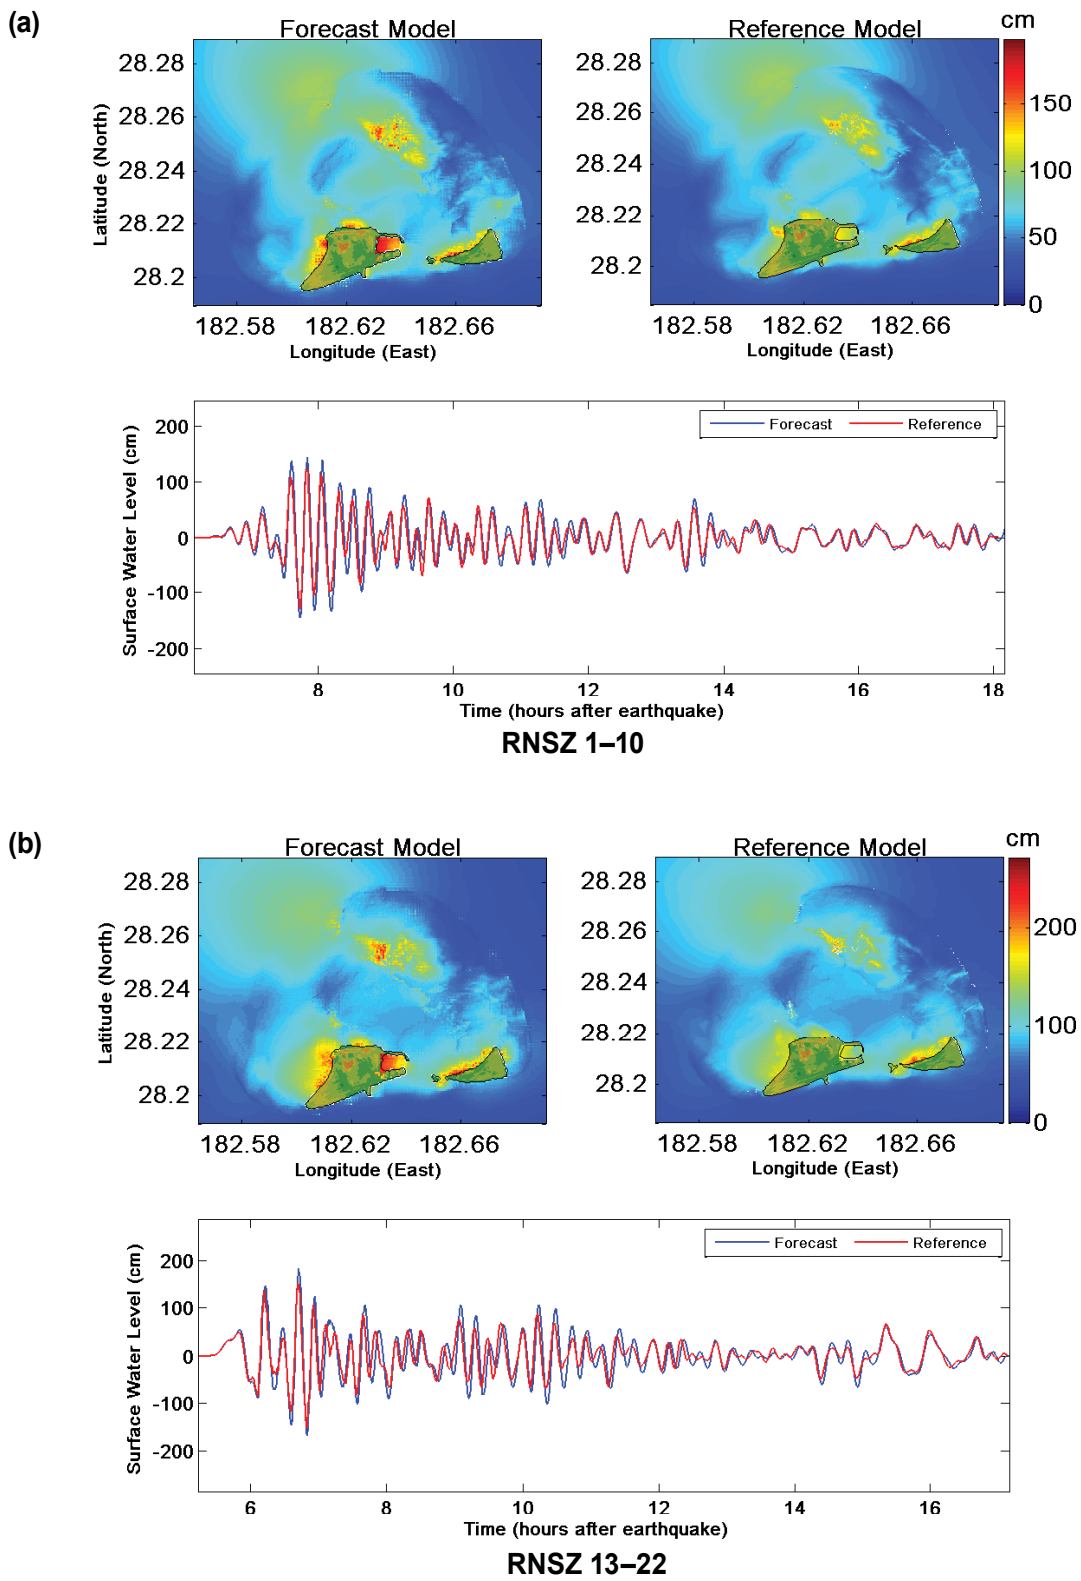 (a)
Forecast Model
Reference Model
cm
28.28
28.26
28.24
28.22
28.2
Latitude (North)
182.58 182.62 182.66
Longitude (East)
28.28
28.26
28.24
28.22
28.2
182.58 182.62 182.66
Longitude (East)
150
100
50
0
Surface Water Level (cm)
200
100
0
-100
-200
Forecast Reference
8 10 12 14 16 18
Time (hours after earthquake)
RNSZ 1–10
(b)
Forecast Model
Reference Model
cm
28.28
28.26
28.24
28.22
28.2
Latitude (North)
182.58 182.62 182.66
Longitude (East)
28.28
28.26
28.24
28.22
28.2
182.58 182.62 182.66
Longitude (East)
200
100
0
Surface Water Level (cm)
200
100
0
-100
-200
Forecast Reference
6 8 10 12 14 16
Time (hours after earthquake)
RNSZ 13–22